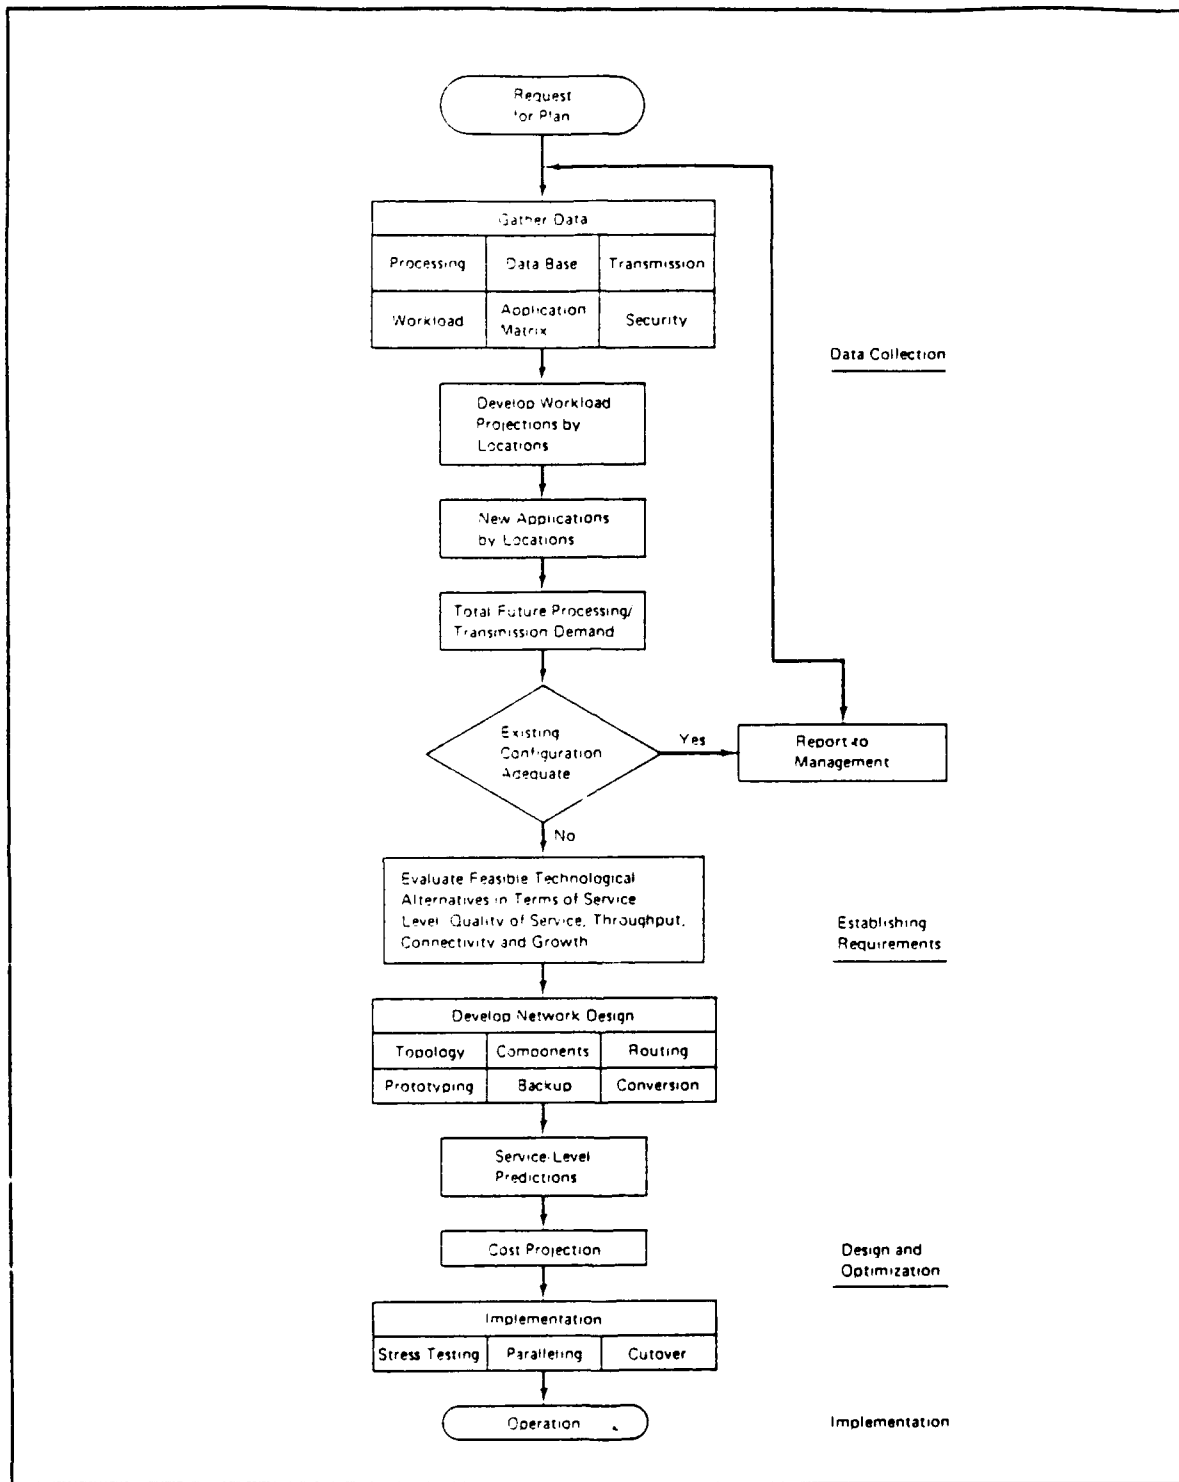 Request
for Plan
Gather Data
Processing
Data Base
Transmission
Workload
Application
Matrix
Security
Data Collection
Develop Workload
Projections by
Locations
New Applications
by Locations
Total Future Processing/
Transmission Demand
Existing
Configuration
Adequate
Yes
Report to
Management
No
Evaluate Feasible Technological
Alternatives in Terms of Service
Level, Quality of Service, Throughput,
Connectivity and Growth
Establishing
Requirements
Develop Network Design
Topology
Components
Routing
Prototyping
Backup
Conversion
Service-Level
Predictions
Cost Projection
Design and
Optimization
Implementation
Stress Testing
Paralleling
Cutover
Operation
Implementation